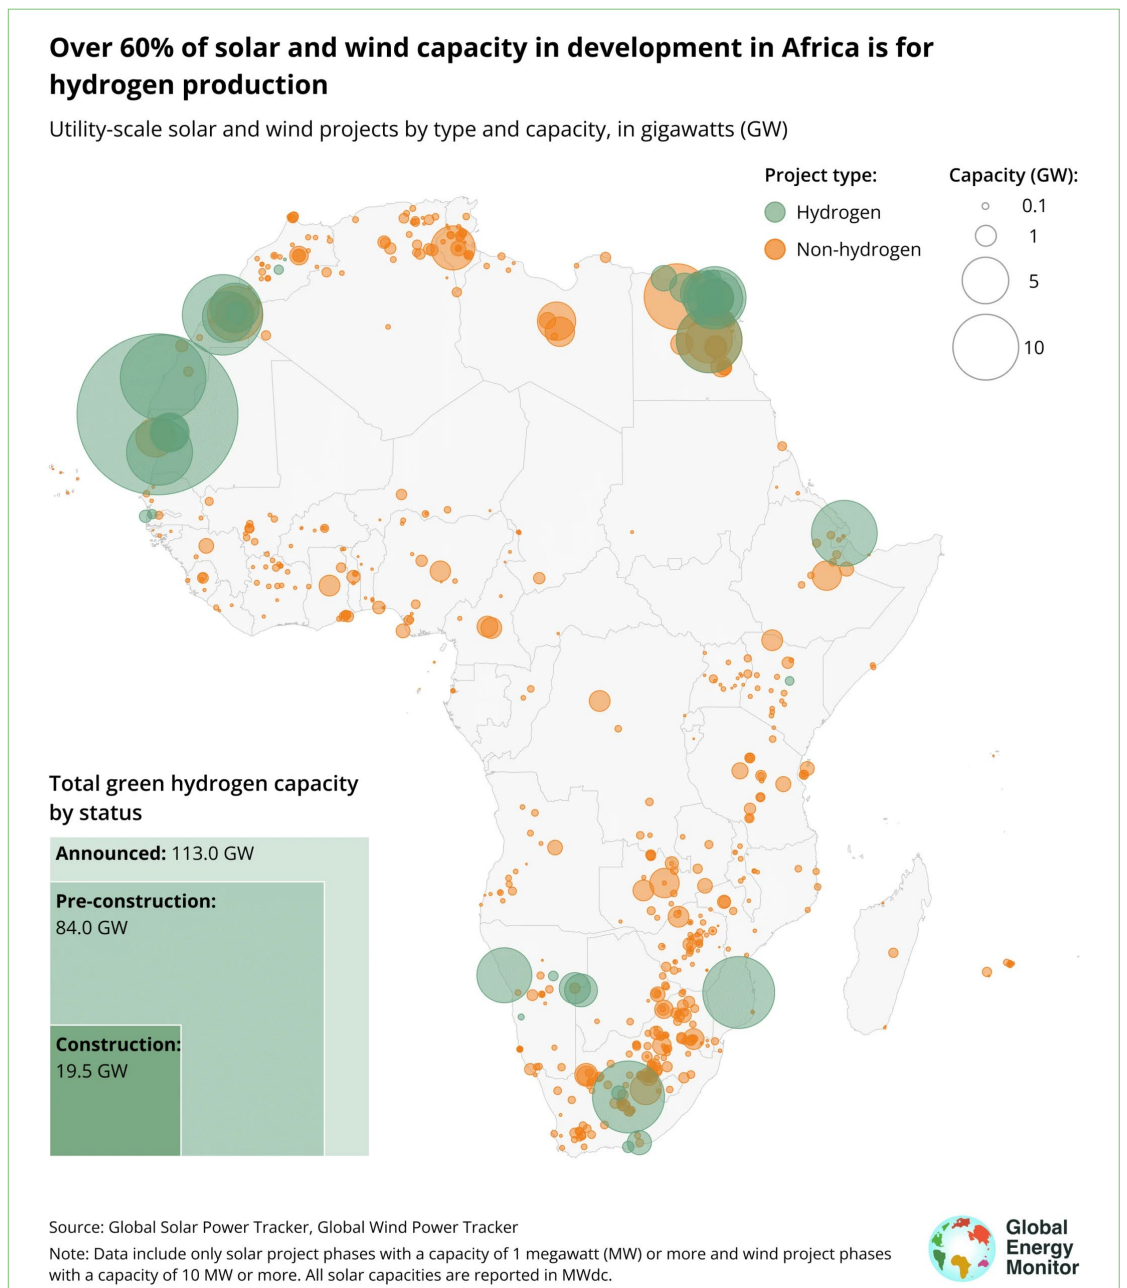 Over 60% of solar and wind capacity in development in Africa is for
hydrogen production
Utility-scale solar and wind projects by type and capacity, in gigawatts (GW)
Project type:
Hydrogen
Non-hydrogen
Capacity (GW):
0.1
1
5
10
Total green hydrogen capacity
by status
Announced: 113.0 GW
Pre-construction:
84.0 GW
Construction:
19.5 GW
Source: Global Solar Power Tracker, Global Wind Power Tracker
Note: Data include only solar project phases with a capacity of 1 megawatt (MW) or more and wind project phases
with a capacity of 10 MW or more. All solar capacities are reported in MWdc.
Global
Energy
Monitor